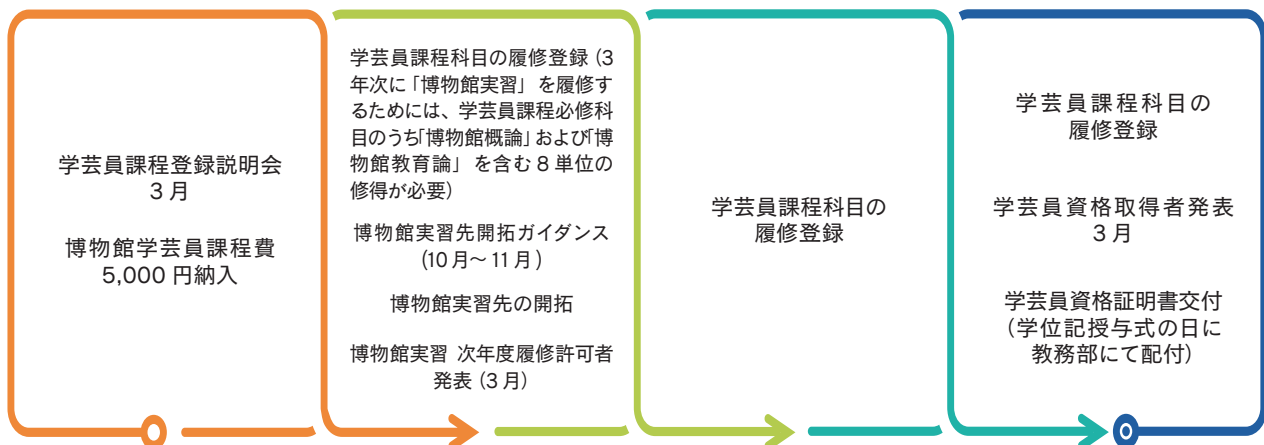 学芸員課程登録説明会
3月
博物館学芸員課程費
5,000円納入
学芸員課程科目の履修登録（3
年次に「博物館実習」を履修す
るためには、学芸員課程必修科
目のうち「博物館概論」および「博
物館教育論」を含む8単位の
修得が必要）
博物館実習先開拓ガイダンス
(10月～11月)
博物館実習先の開拓
博物館実習 次年度履修許可者
発表（3月）
学芸員課程科目の
履修登録
学芸員課程科目の
履修登録
学芸員資格取得者発表
3月
学芸員資格証明書交付
（学位記授与式の日に
教務部にて配付）